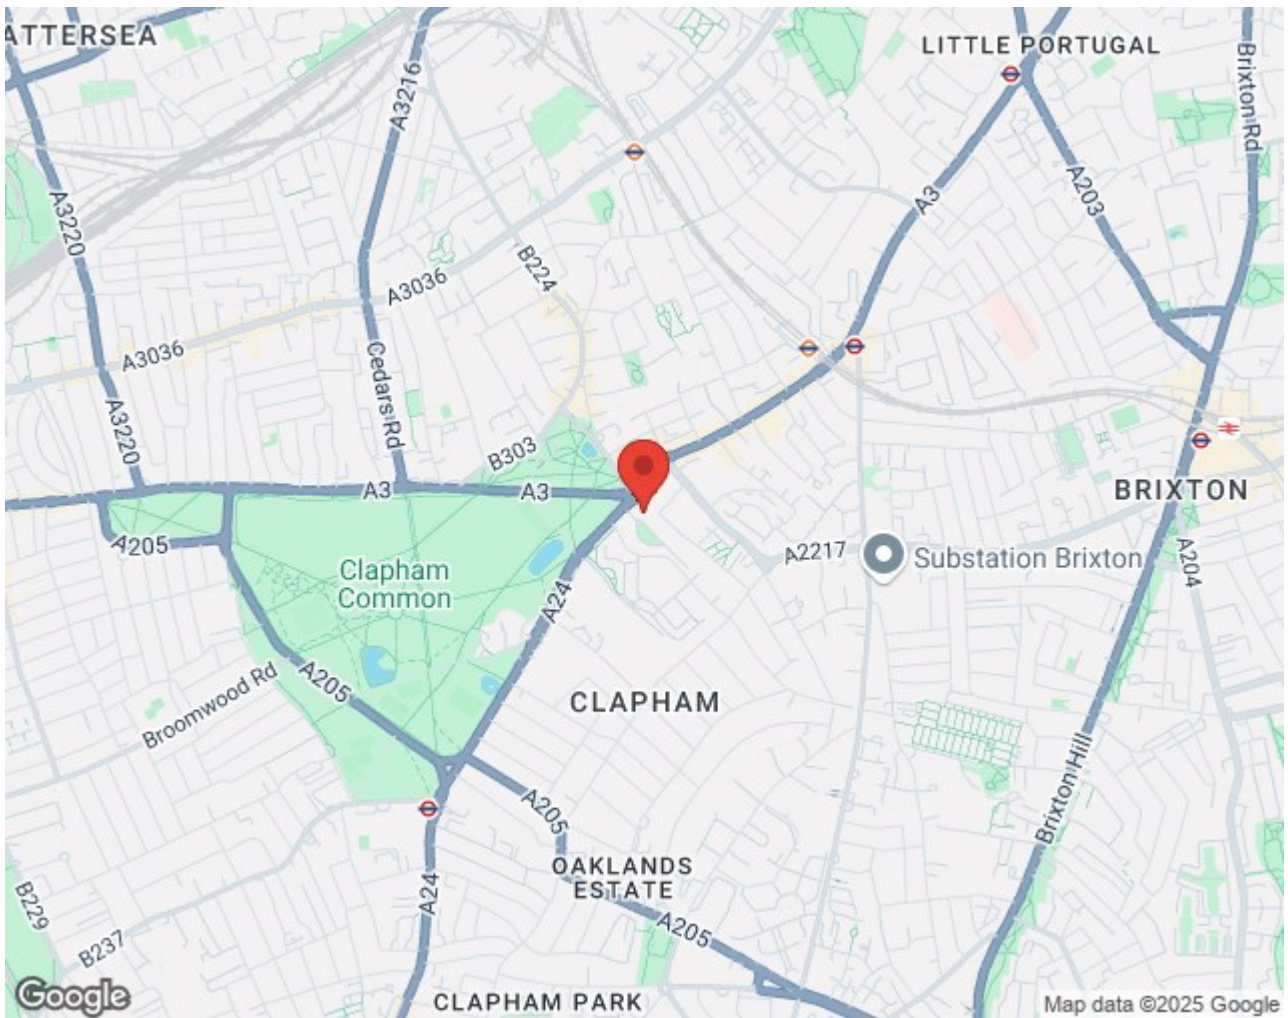 ATTERSEA
LITTLE PORTUGAL
A3216
Brixton Rd
A3220
A3
A203
B224
A3036
A3036
Cedars Rd
A3220
B303
A3
A3
BRIXTON
A205
A2217
Substation Brixton
A204
Clapham
Common
A24
A205
Broomwood Rd
CLAPHAM
Brixton Hill
A205
OAKLANDS
ESTATE
A24
B229
A205
B237
Google
CLAPHAM PARK
Map data ©2025 Google